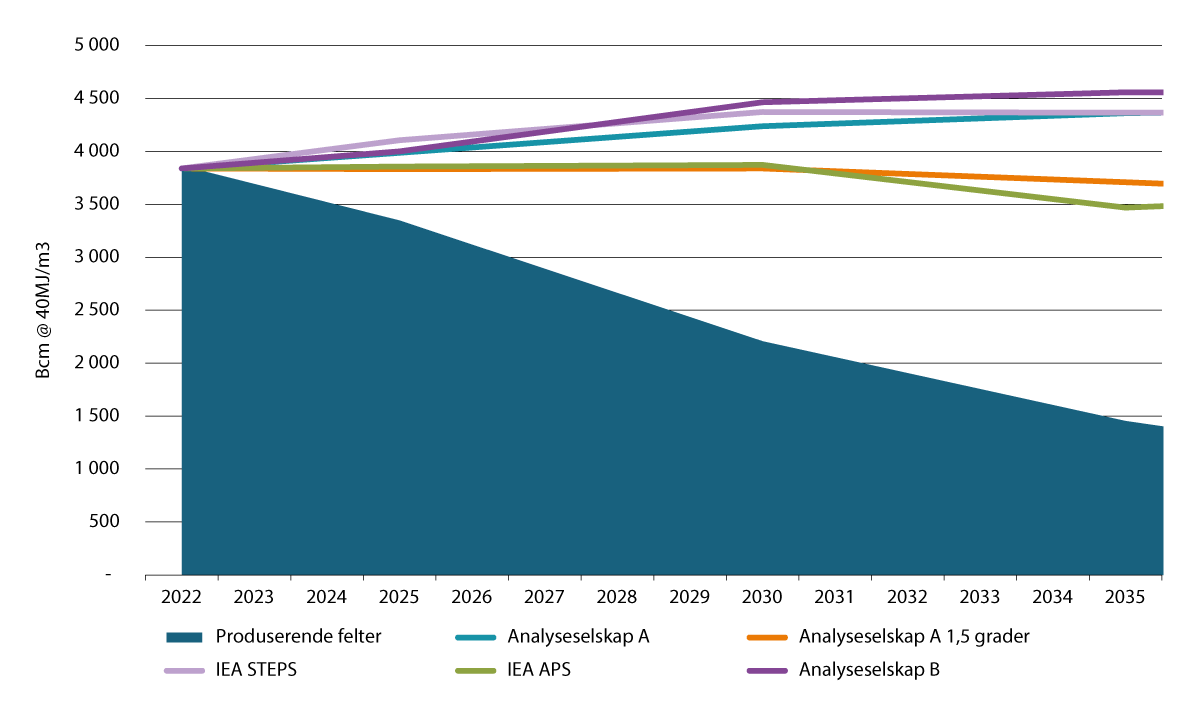 5 000
4 500
4 000
3 500
3 000
2 500
2 000
1 500
1 000
500
-
Bcm @ 40MJ/m3
2022 2023 2024 2025 2026 2027 2028 2029 2030 2031 2032 2033 2034 2035
Produserende felter Analyseselskap A Analyseselskap A 1,5 grader
IEA STEPS IEA APS Analyseselskap B